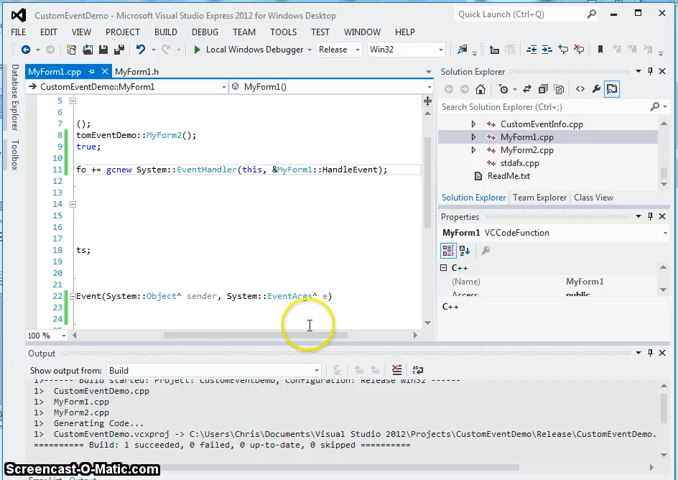 CustomEventDemo - Microsoft Visual Studio Express 2012 for Windows Desktop
Quick Launch (Ctrl+Q)
FILE EDIT VIEW PROJECT BUILD DEBUG TEAM TOOLS TEST WINDOW HELP
Local Windows Debugger Release Win32
Database Explorer
Toolbox
MyForm1.cpp MyForm1.h
CustomEventDemo::MyForm1 MyForm1()
5
6
7 ();
8 tomEventDemo::MyForm2();
9 true;
10
11 fo += gcnew System::EventHandler(this, &MyForm1::HandleEvent);
12
13
14
15
16
17
18 ts;
19
20
21
22 Event(System::Object^ sender, System::EventArgs^ e)
23
24
100 %
Solution Explorer
Search Solution Explorer (Ctrl+;)
CustomEventInfo.cpp
MyForm1.cpp
MyForm2.cpp
stdafx.cpp
ReadMe.txt
Solution Explorer Team Explorer Class View
Properties
MyForm1 VCCodeFunction
C++
(Name) MyForm1
Access public
C++
Output
Show output from: Build
1>------ Build started: Project: CustomEventDemo, Configuration: Release Win32 ------
1> CustomEventDemo.cpp
1> MyForm1.cpp
1> MyForm2.cpp
1> Generating Code...
1> CustomEventDemo.vcxproj -> C:\Users\Chris\Documents\Visual Studio 2012\Projects\CustomEventDemo\Release\CustomEventDemo.
========== Build: 1 succeeded, 0 failed, 0 up-to-date, 0 skipped ==========
Error List Output
Screencast-O-Matic.com